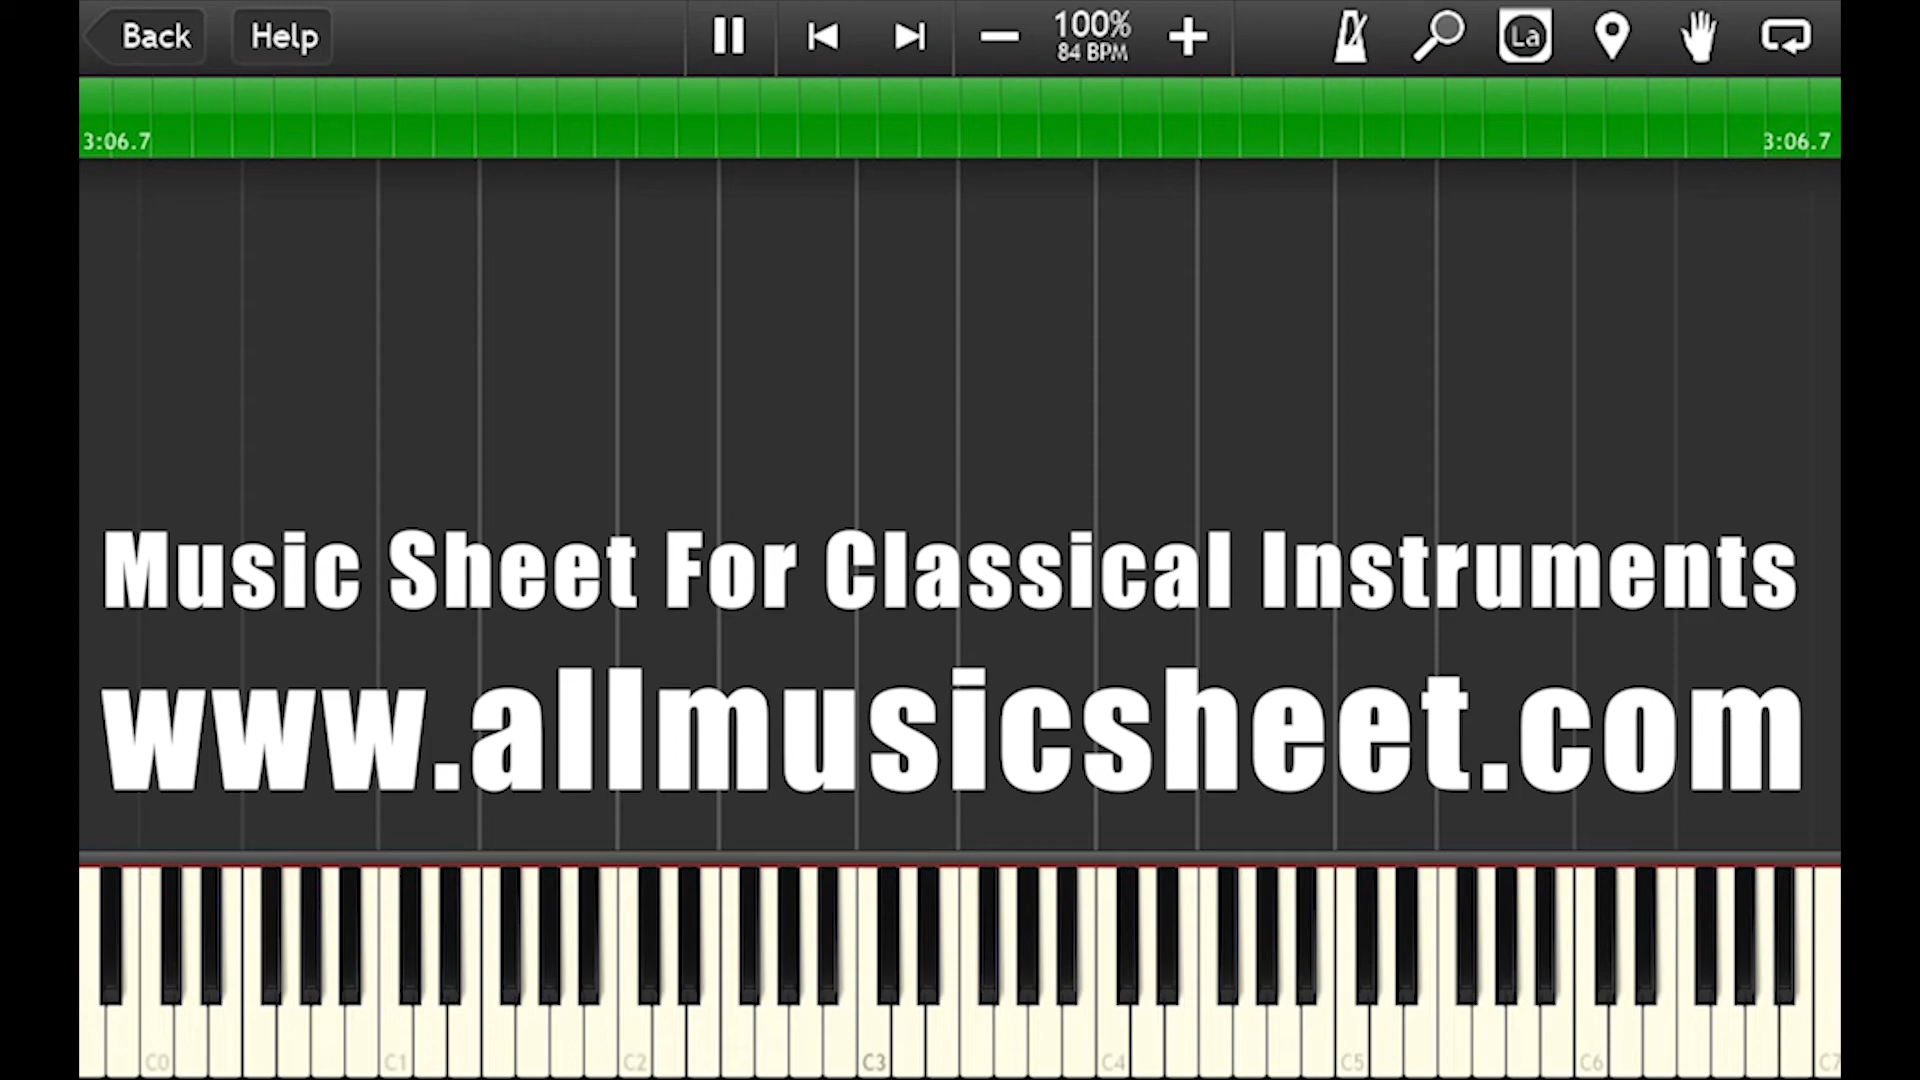 Back Help 100% La
84 BPM
3:06.7 3:06.7
Music Sheet For Classical Instruments
www.allmusicsheet.com
C0 C1 C2 C3 C4 C5 C6 C7